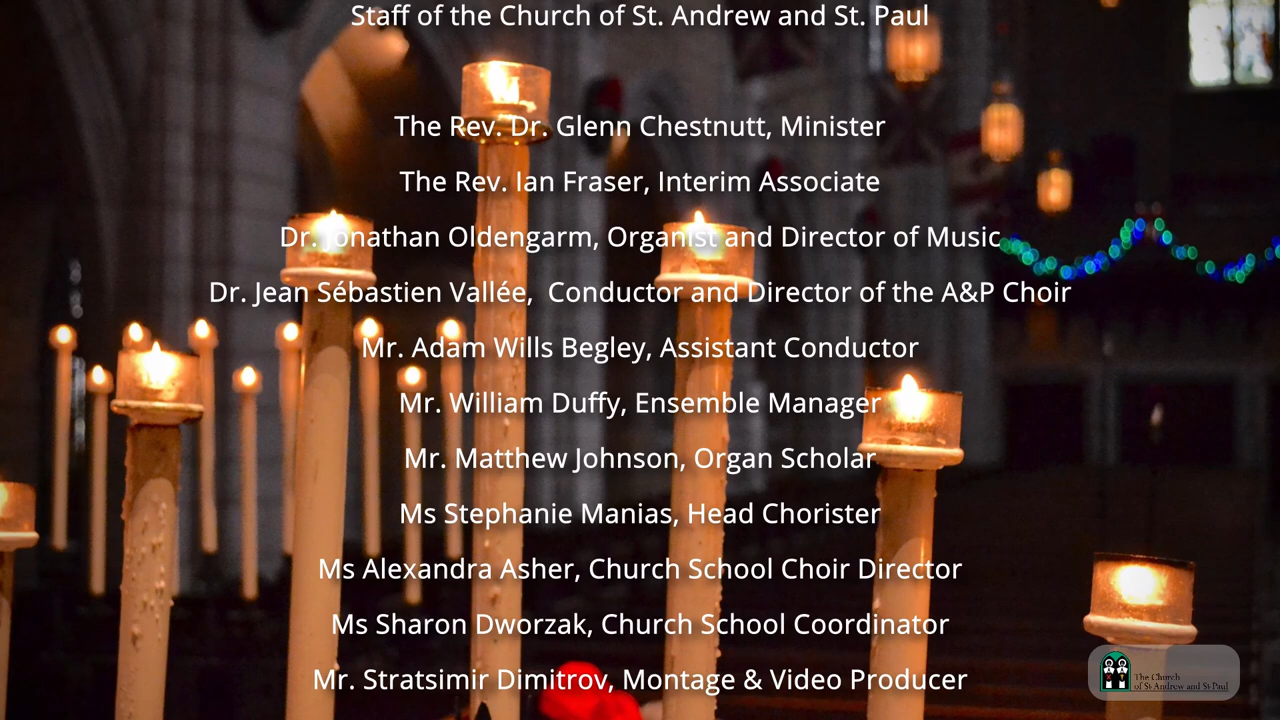 Staff of the Church of St. Andrew and St. Paul
The Rev. Dr. Glenn Chestnutt, Minister
The Rev. Ian Fraser, Interim Associate
Dr. Jonathan Oldengarm, Organist and Director of Music
Dr. Jean Sébastien Vallée,  Conductor and Director of the A&P Choir
Mr. Adam Wills Begley, Assistant Conductor
Mr. William Duffy, Ensemble Manager
Mr. Matthew Johnson, Organ Scholar
Ms Stephanie Manias, Head Chorister
Ms Alexandra Asher, Church School Choir Director
Ms Sharon Dworzak, Church School Coordinator
Mr. Stratsimir Dimitrov, Montage & Video Producer
The Church
of St Andrew and St Paul